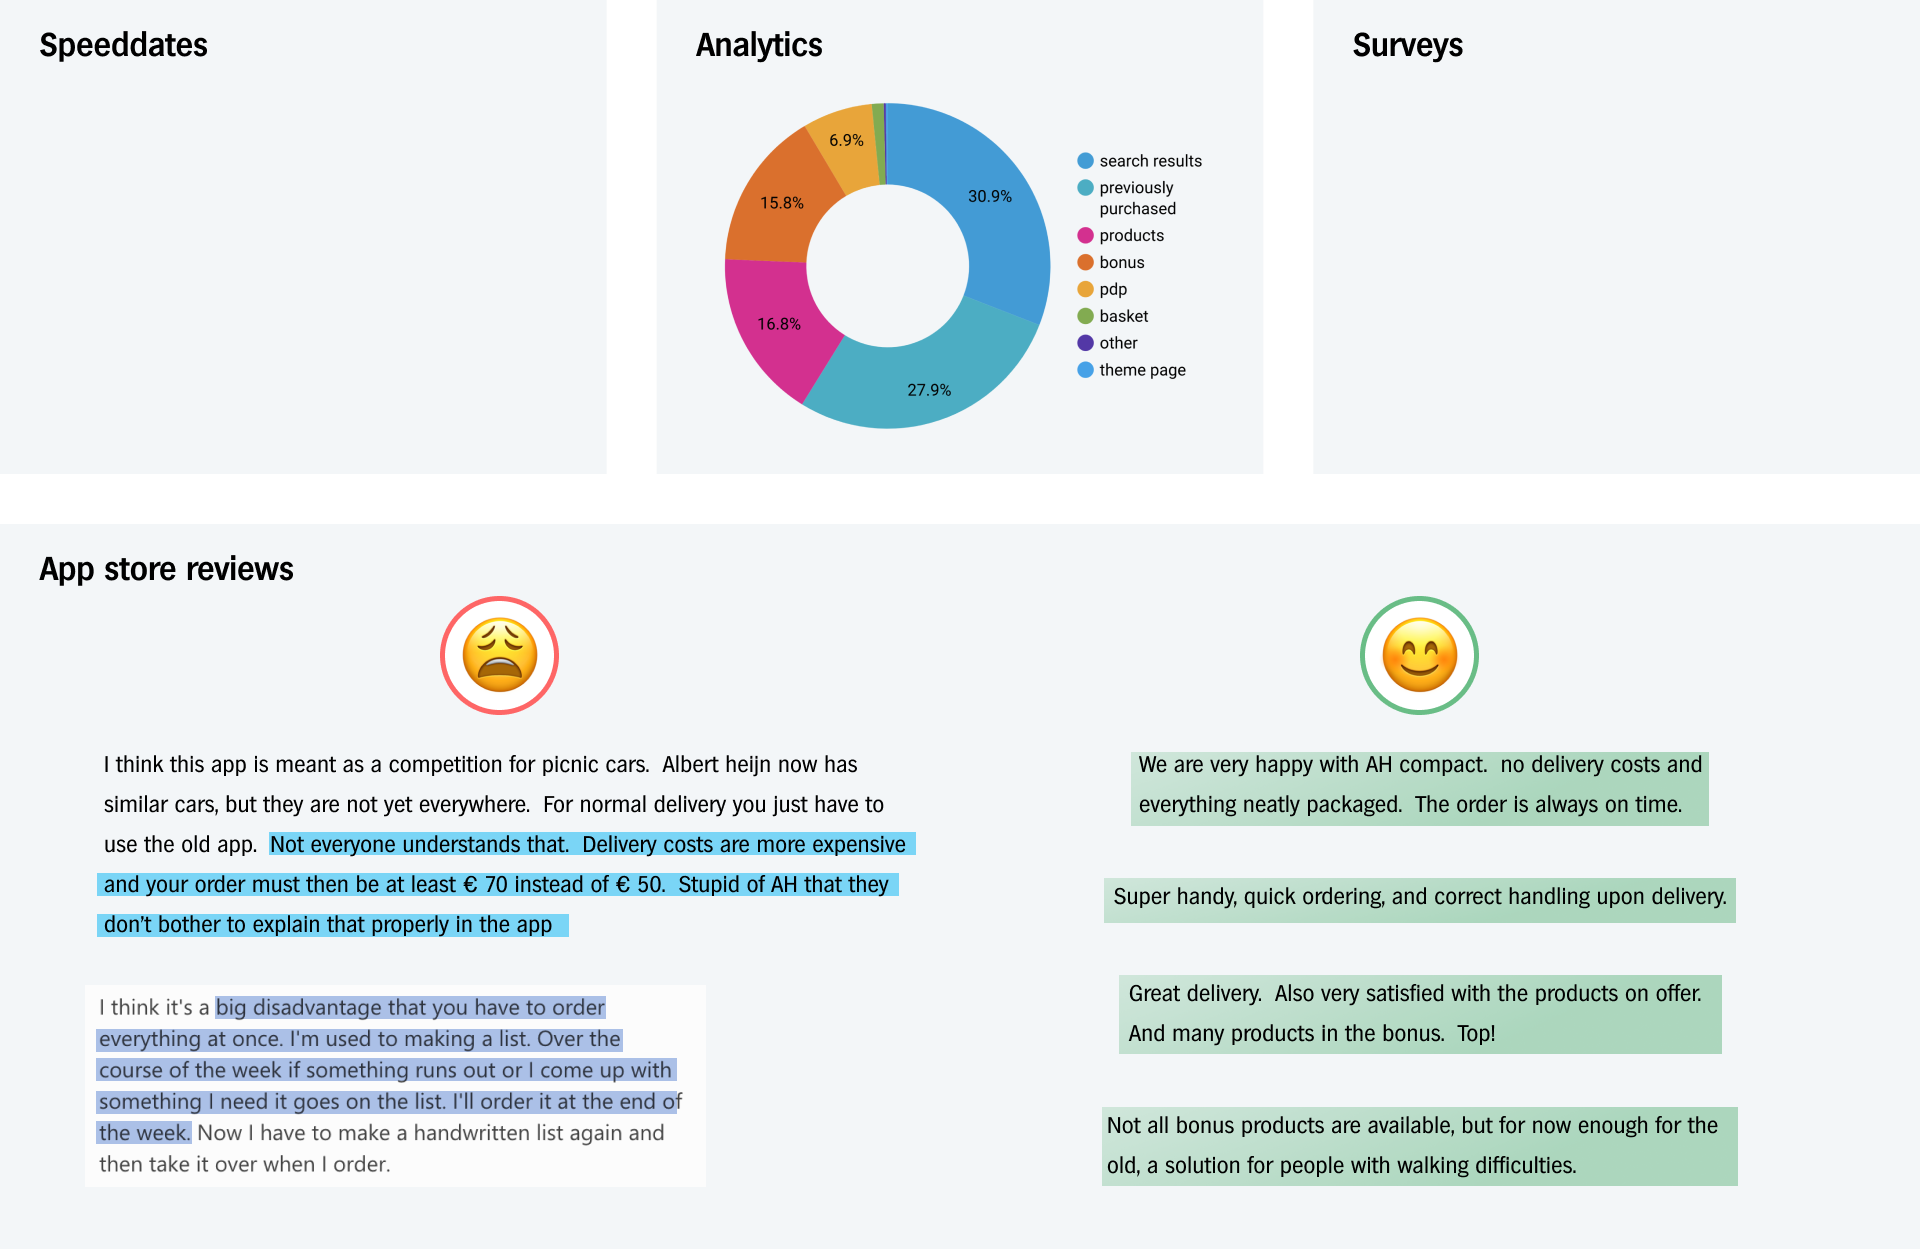 Speeddates
Analytics
Surveys
6.9%
15.8%
30.9%
16.8%
27.9%
search results
previously
purchased
products
bonus
pdp
basket
other
theme page
App store reviews
I think this app is meant as a competition for picnic cars.  Albert heijn now has
similar cars, but they are not yet everywhere.  For normal delivery you just have to
use the old app.  Not everyone understands that.  Delivery costs are more expensive
and your order must then be at least € 70 instead of € 50.  Stupid of AH that they
don't bother to explain that properly in the app
I think it's a big disadvantage that you have to order
everything at once. I'm used to making a list. Over the
course of the week if something runs out or I come up with
something I need it goes on the list. I'll order it at the end of
the week. Now I have to make a handwritten list again and
then take it over when I order.
We are very happy with AH compact.  no delivery costs and
everything neatly packaged.  The order is always on time.
Super handy, quick ordering, and correct handling upon delivery.
Great delivery.  Also very satisfied with the products on offer.
And many products in the bonus.  Top!
Not all bonus products are available, but for now enough for the
old, a solution for people with walking difficulties.